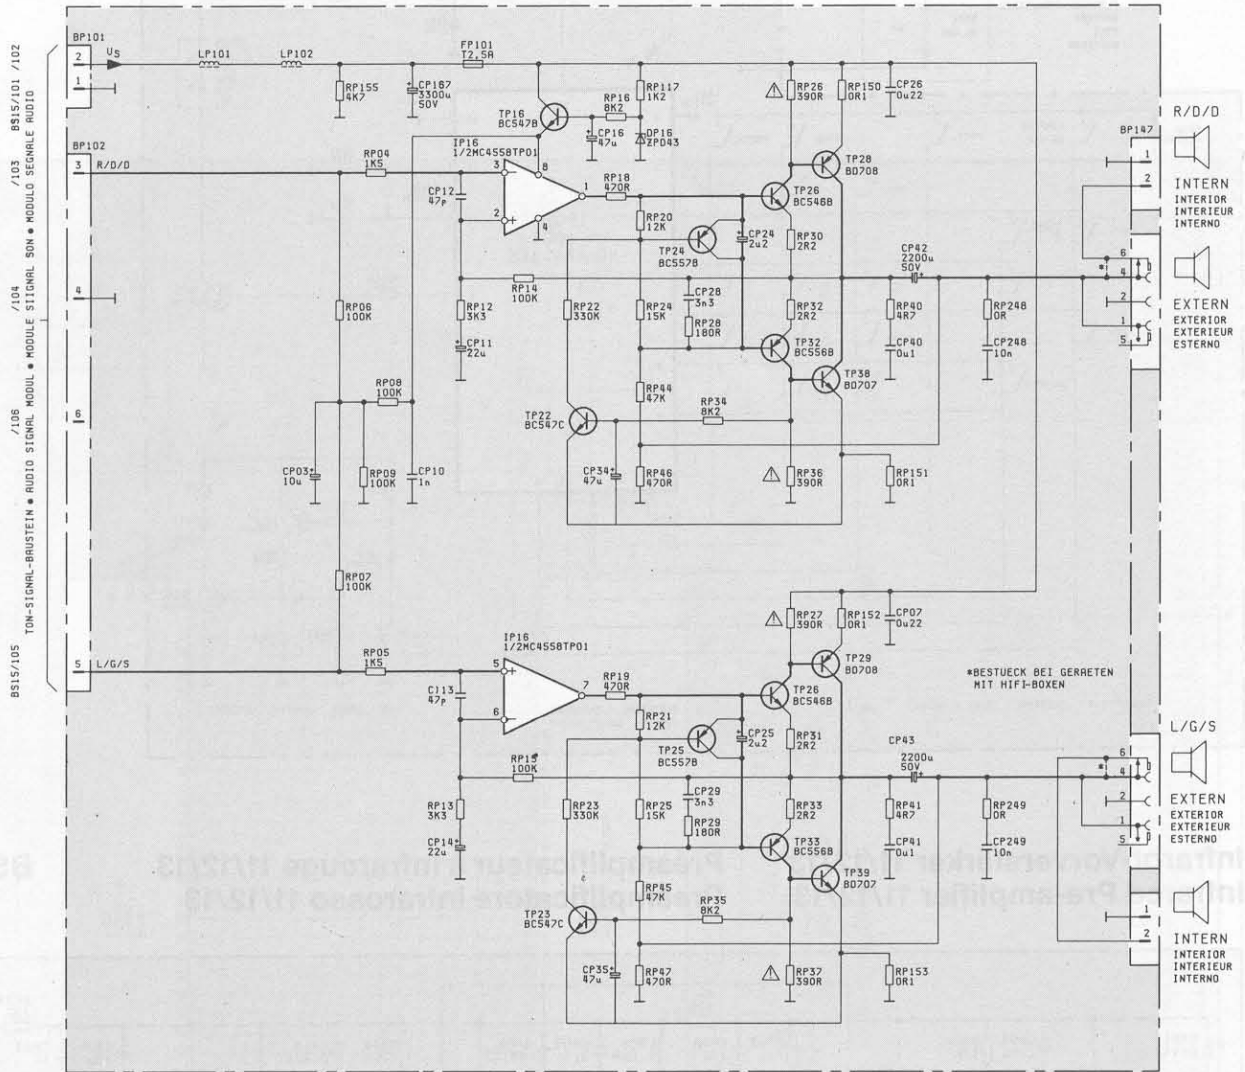 BP101
2
US
1
LP101
LP102
FP101
T2,5A
RP155
4K7
CP167
3300u
50V
TP16
BC547B
RP16
8K2
RP117
1K2
CP16
47u
DP16
ZPD43
RP26
390R
RP150
0R1
CP26
0u22
TP28
BD708
BP102
3
R/D/D
RP04
1K5
IP16
1/2MC4558TP01
3
8
CP12
47p
2
4
1
RP18
470R
RP20
12K
TP24
BC557B
CP24
2u2
TP26
BC546B
RP30
2R2
4
RP06
100K
RP12
3K3
CP11
22u
RP14
100K
RP22
330K
RP24
15K
CP28
3n3
RP28
180R
RP32
2R2
TP32
BC556B
TP38
BD707
CP42
2200u
50V
RP40
4R7
CP40
0u1
RP248
0R
CP248
10n
6
RP08
100K
CP03
10u
RP09
100K
CP10
1n
TP22
BC547C
RP44
47K
RP34
8K2
CP34
47u
RP46
470R
RP36
390R
RP151
0R1
BP147
1
2
R/D/D
INTERN
INTERIOR
INTERIEUR
INTERNO
6
*
4
2
1
5
EXTERN
EXTERIOR
EXTERIEUR
ESTERNO
RP07
100K
5
L/G/S
RP05
1K5
IP16
1/2MC4558TP01
5
CI13
47p
6
7
RP19
470R
RP21
12K
TP25
BC557B
CP25
2u2
RP27
390R
RP152
0R1
CP07
0u22
TP29
BD708
TP26
BC546B
RP31
2R2
*BESTUECK BEI GERAETEN
MIT HIFI-BOXEN
RP13
3K3
CP14
22u
RP15
100K
RP23
330K
RP25
15K
CP29
3n3
RP29
180R
RP33
2R2
TP33
BC556B
TP39
BD707
CP43
2200u
50V
RP41
4R7
CP41
0u1
RP249
0R
CP249
10n
TP23
BC547C
RP45
47K
RP35
8K2
CP35
47u
RP47
470R
RP37
390R
RP153
0R1
L/G/S
6
*
4
2
1
5
EXTERN
EXTERIOR
EXTERIEUR
ESTERNO
1
2
INTERN
INTERIOR
INTERIEUR
INTERNO
BS15/105 /106 /104 /103 BS15/101 /102
TON-SIGNAL-BAUSTEIN ● AUDIO SIGNAL MODUL ● MODULE SIIGNAL SON ● MODULO SEGNALE AUDIO